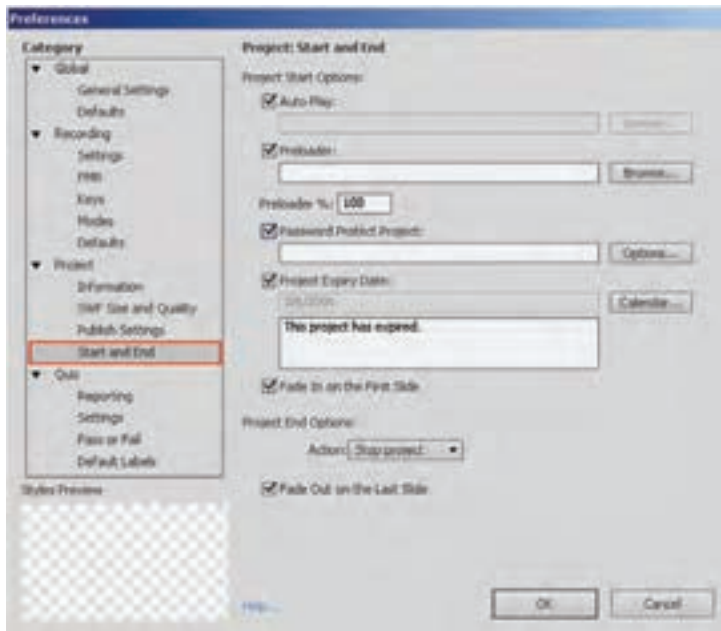 Preferences
Category
Global
General Settings
Defaults
Recording
Settings
Keys
Modes
Defaults
Project
Information
SWF Size and Quality
Publish Settings
Start and End
Quiz
Reporting
Settings
Pass or Fail
Default Labels
Styles Preview
Project: Start and End
Project Start Options:
Auto Play:
Preloader:
Browse...
Preloader %: 100
Password Protect Project:
Options...
Project Expiry Date:
Calendar...
This project has expired.
Fade In on the First Slide
Project End Options:
Action: Stop project
Fade Out on the Last Slide
Help...
OK
Cancel